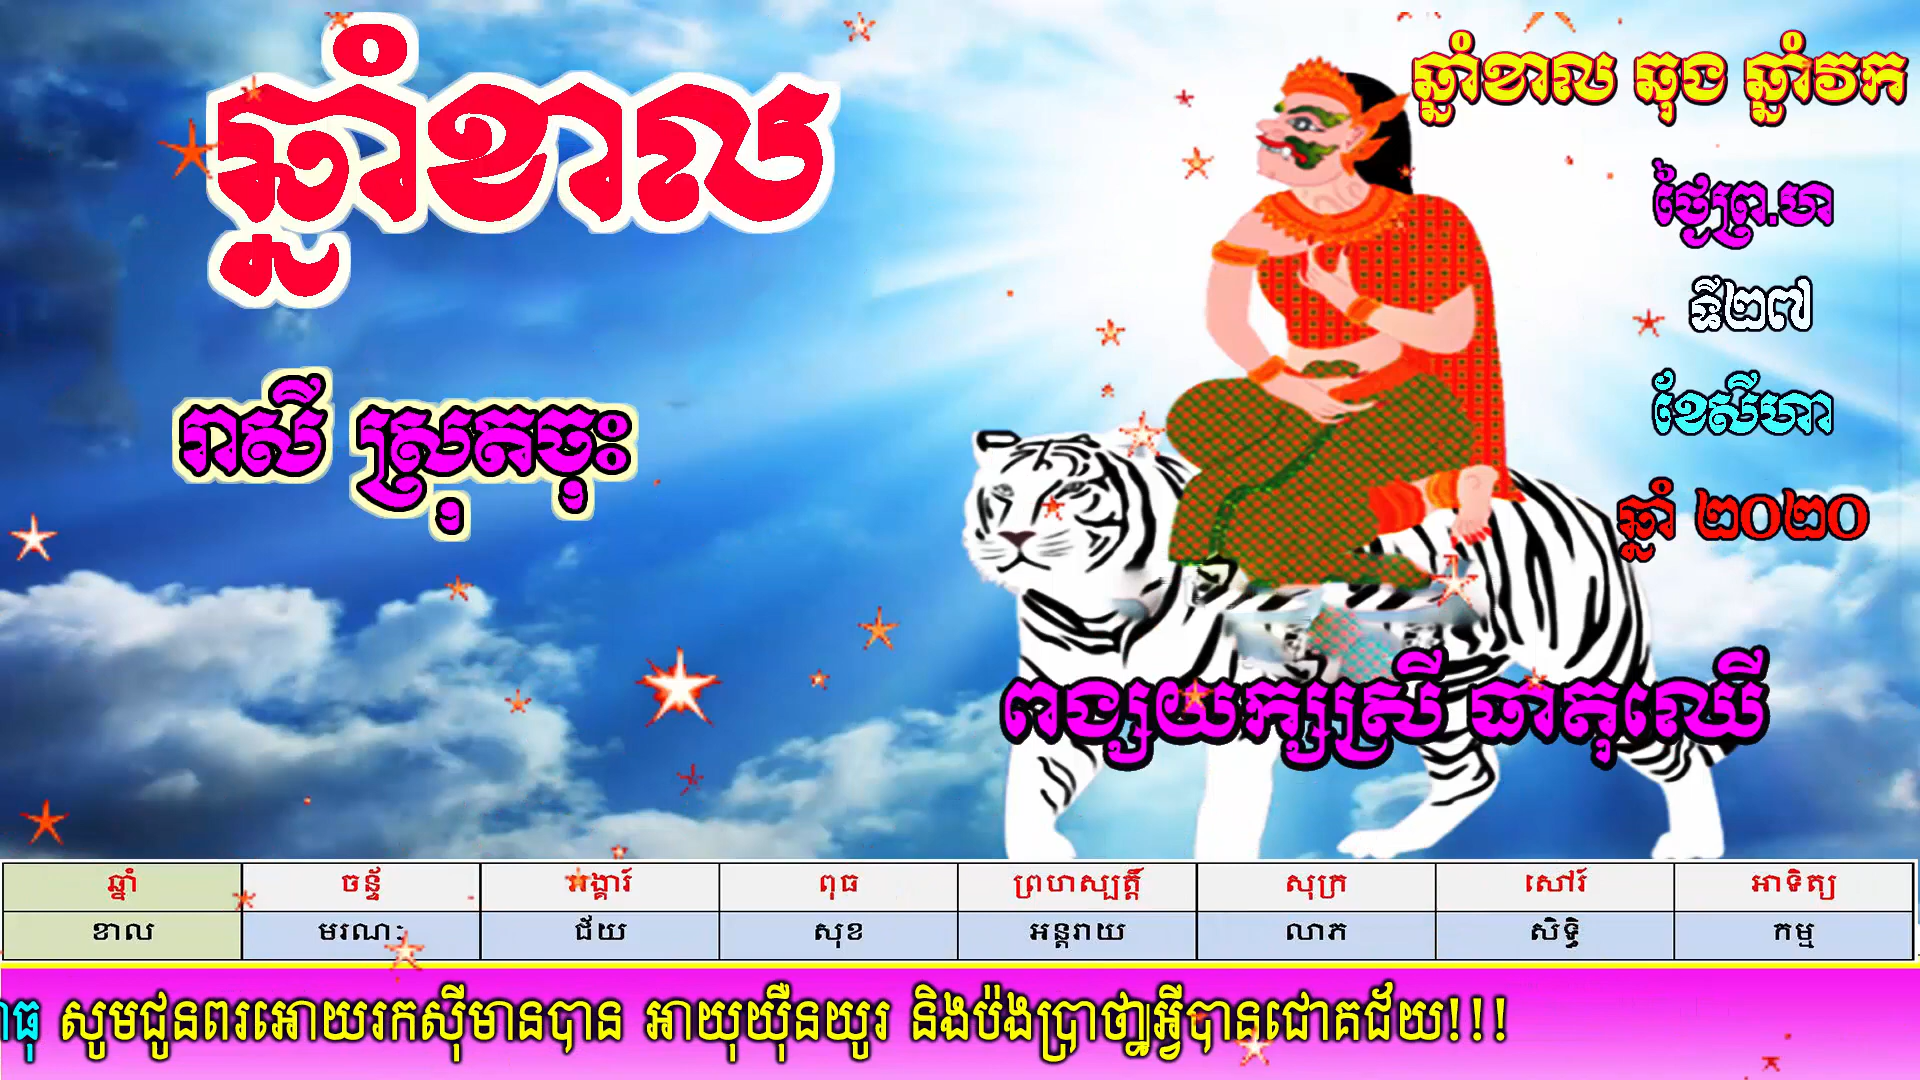 ឆ្នាំខាល
រាសី ស្រុតចុះ
ឆ្នាំខាល ឆុង ឆ្នាំវក
ថ្ងៃព្រ.ហ
ទី២៧
ខែសីហា
ឆ្នាំ ២០២០
ពង្សយក្សស្រី ធាតុឈើ
ឆ្នាំ ចន្ទ័ អង្គារ៍ ពុធ ព្រហស្បត្តិ៍ សុក្រ សៅរ៍ អាទិត្យ
ខាល មរណៈ ជ័យ សុខ អន្តរាយ លាភ សិទ្ធិ កម្ម
សូមជូនពរអោយរកស៊ីមានបាន អាយុយ៉ឺនយូរ និងប៉ងប្រាថា្នអ្វីបានជោគជ័យ!!!